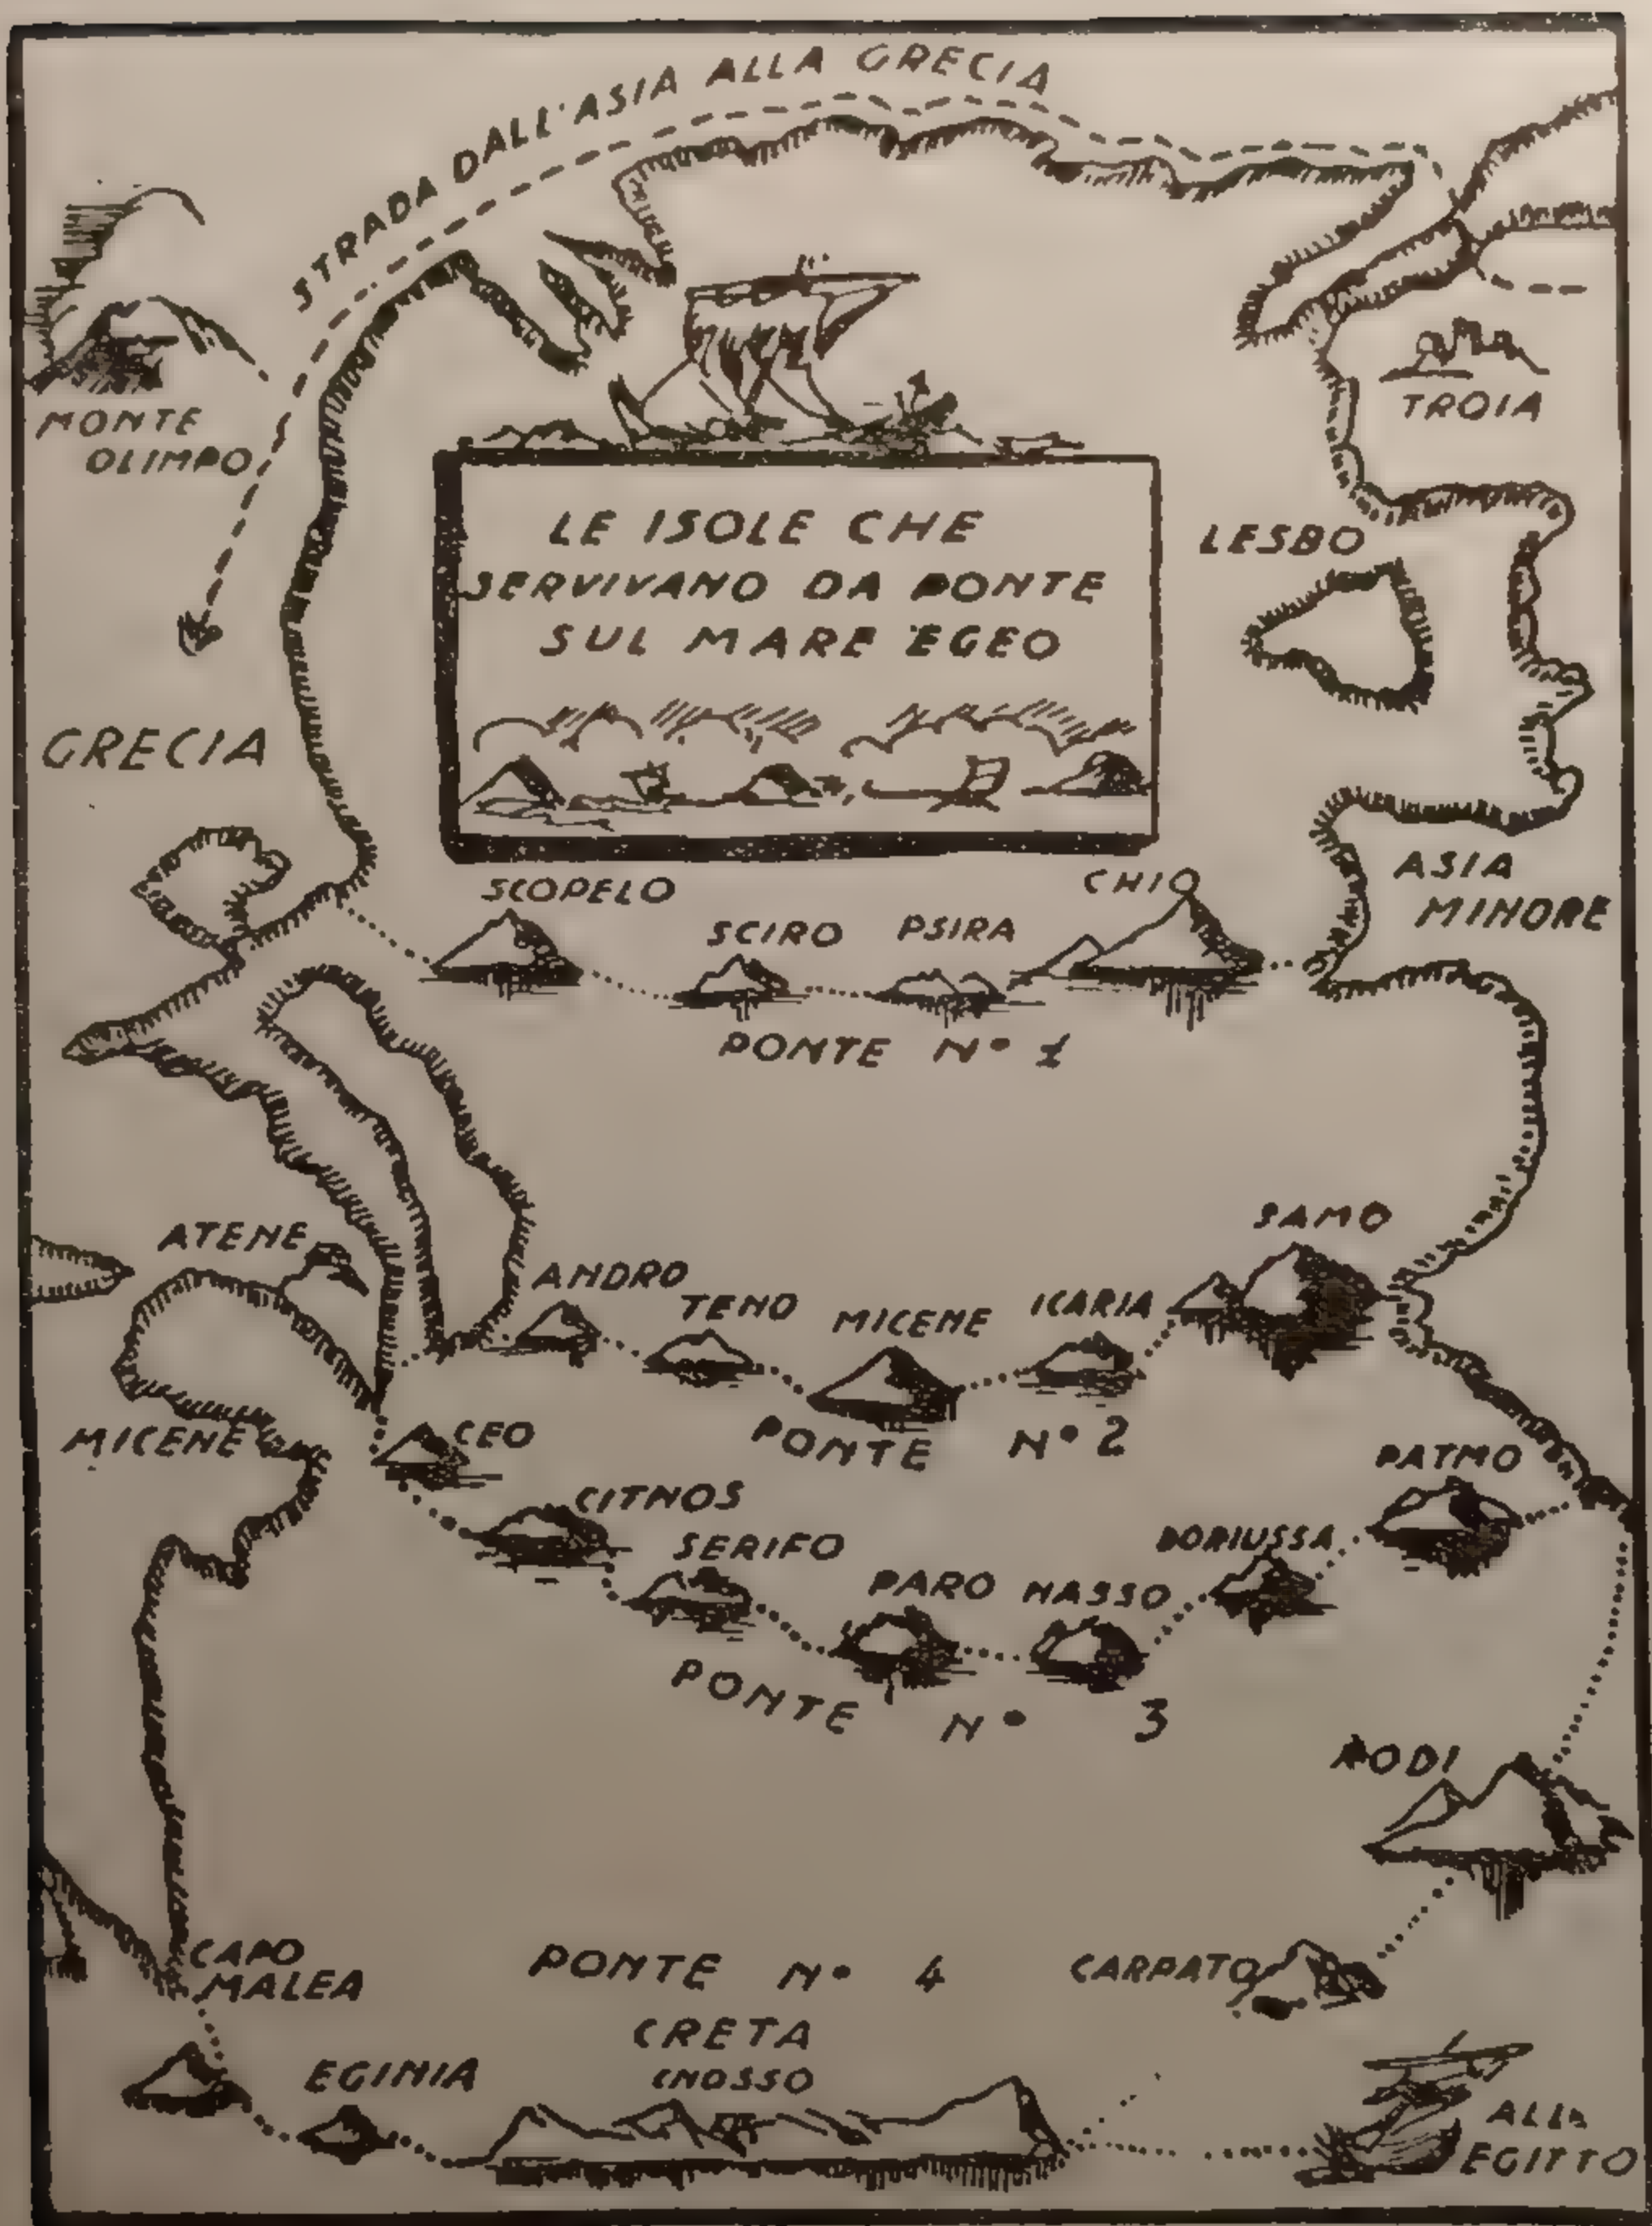 STRADA DALL'ASIA ALLA GRECIA
MONTE
OLIMPO
TROIA
LE ISOLE CHE
SERVIVANO DA PONTE
SUL MARE EGEO
LESBO
GRECIA
ASIA
MINORE
SCOPELO
SCIRO
PSIRA
CHIO
PONTE N° 1
ATENE
ANDRO
TENO
MICENE
ICARIA
SAMO
PONTE N° 2
MICENE
CEO
CITNOS
SERIFO
PARO
NASSO
DORIUSSA
PATMO
PONTE N° 3
RODI
CAPO
MALEA
PONTE N° 4
CARPATO
CRETA
CNOSSO
EGINIA
ALL'
EGITTO